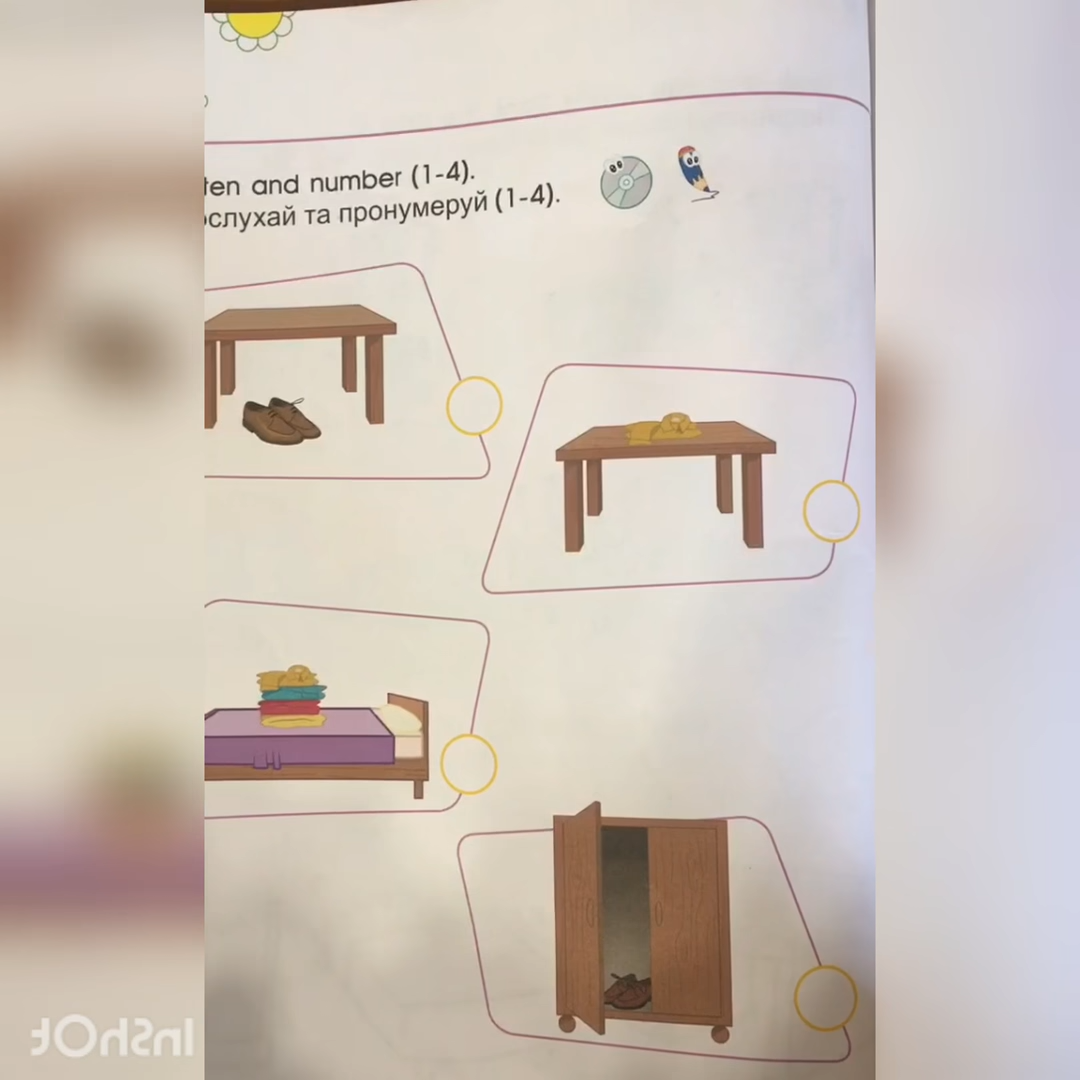 ten and number (1-4).
ослухай та пронумеруй (1-4).
InShOt